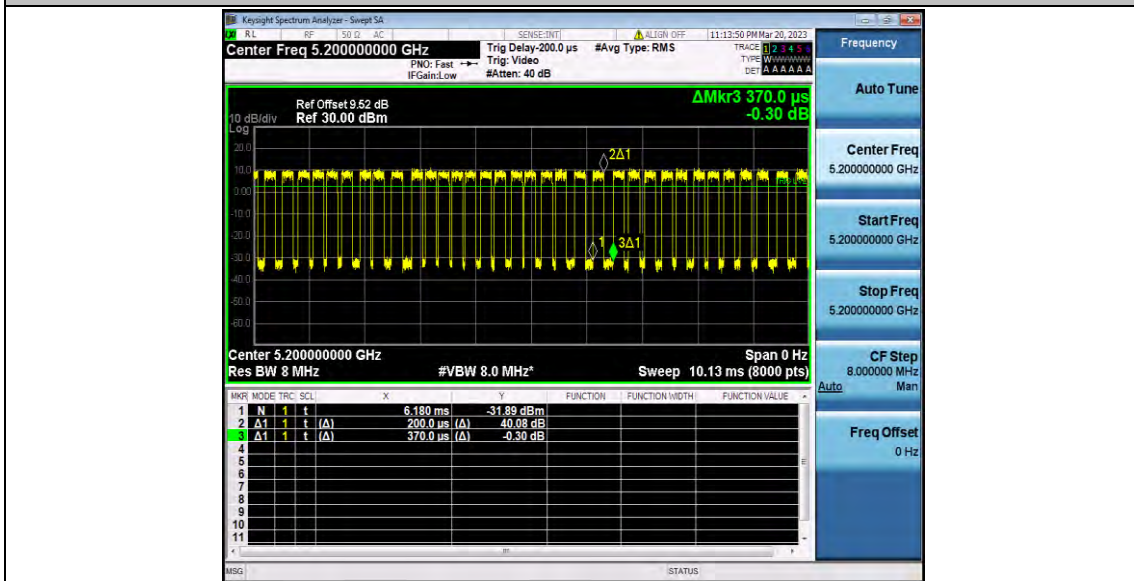 Keysight Spectrum Analyzer - Swept SA
RL RF 50 Ω AC SENSE:INT ALIGN OFF 11:13:50 PM Mar 20, 2023
Center Freq 5.200000000 GHz Trig Delay-200.0 µs #Avg Type: RMS TRACE 1 2 3 4 5 6
PNO: Fast Trig: Video TYPE WWWWWW
IFGain:Low #Atten: 40 dB DET A A A A A A
Frequency
Auto Tune
Center Freq
5.200000000 GHz
Start Freq
5.200000000 GHz
Stop Freq
5.200000000 GHz
CF Step
8.000000 MHz
Auto Man
Freq Offset
0 Hz
ΔMkr3 370.0 µs
-0.30 dB
Ref Offset 9.52 dB
10 dB/div Ref 30.00 dBm
Log
20.0
10.0
0.00
-10.0
-20.0
-30.0
-40.0
-50.0
-60.0
2Δ1
1
3Δ1
Center 5.200000000 GHz Span 0 Hz
Res BW 8 MHz #VBW 8.0 MHz* Sweep 10.13 ms (8000 pts)
MKR MODE TRC SCL X Y FUNCTION FUNCTION WIDTH FUNCTION VALUE
1 N 1 t 6.180 ms -31.89 dBm
2 Δ1 1 t (Δ) 200.0 µs (Δ) 40.08 dB
3 Δ1 1 t (Δ) 370.0 µs (Δ) -0.30 dB
4
5
6
7
8
9
10
11
MSG STATUS